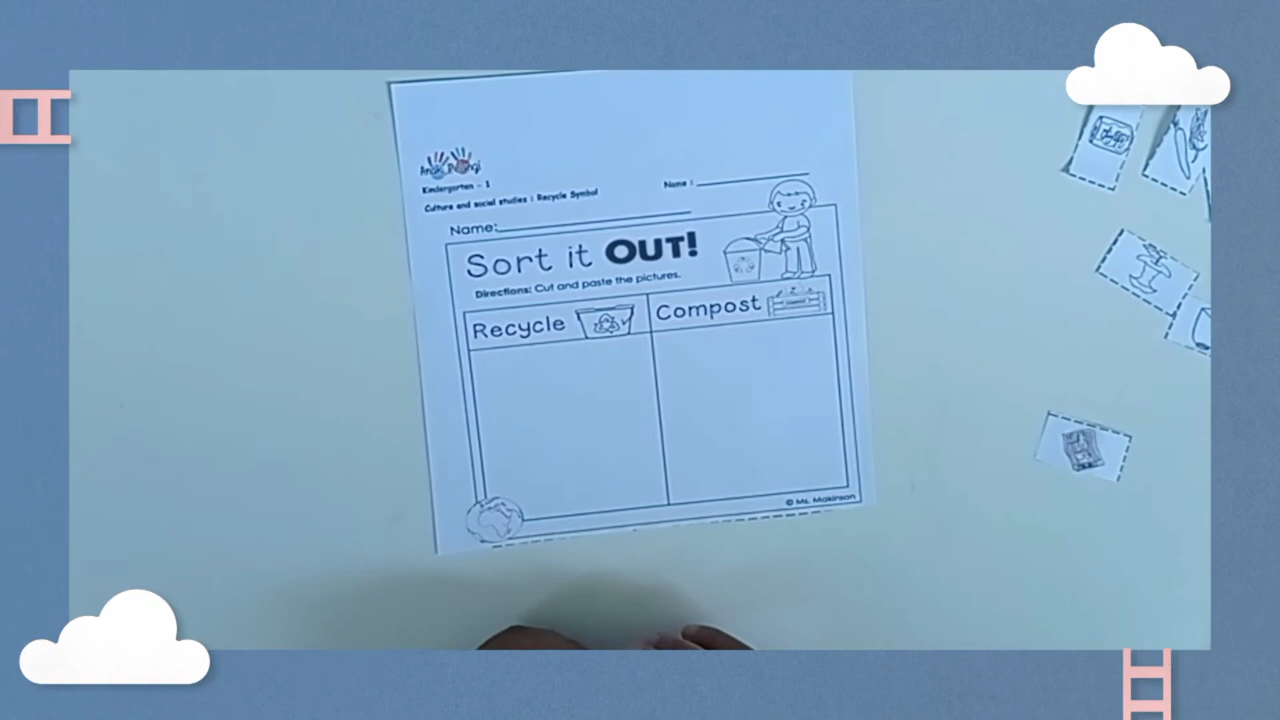 Kindergarten - 1
Name :
Culture and social studies : Recycle Symbol
Name:
Sort it OUT!
Directions: Cut and paste the pictures.
Recycle
Compost
© Ms. Makinson